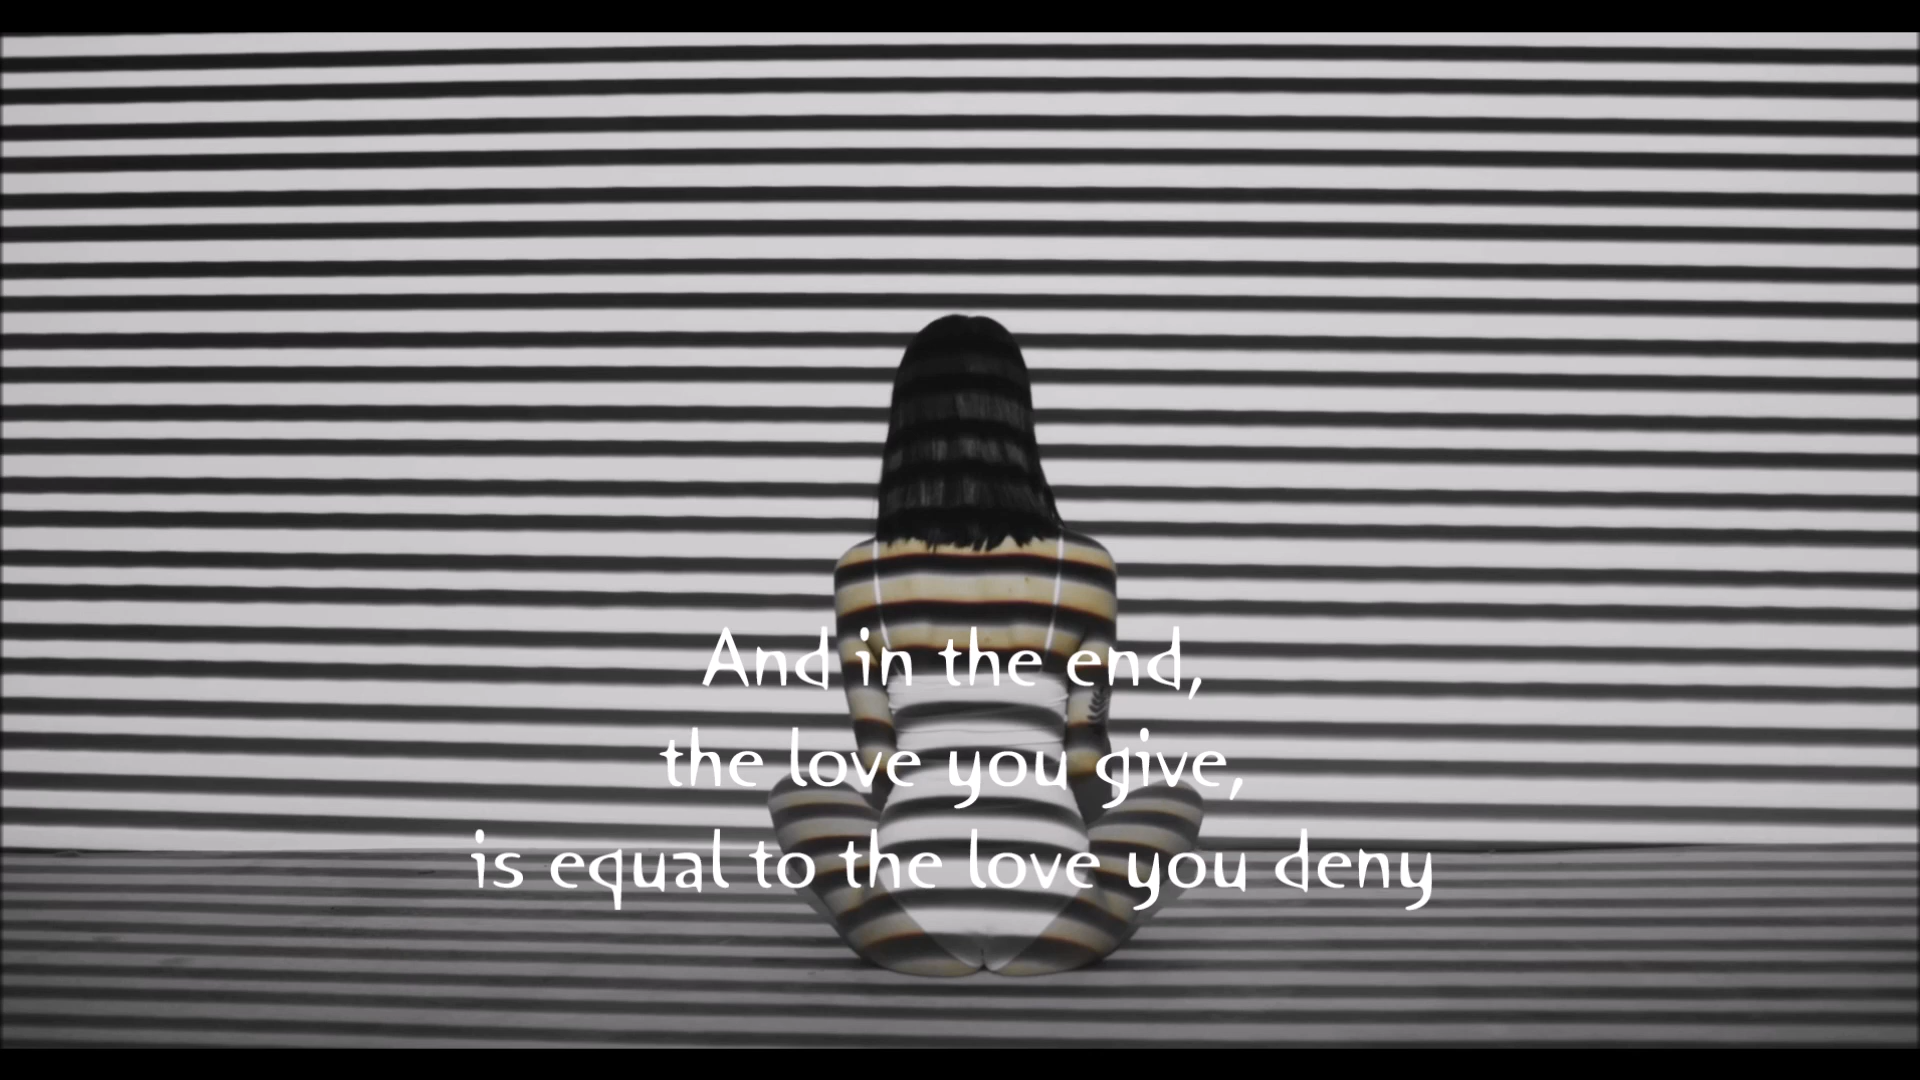 And in the end,
the love you give,
is equal to the love you deny